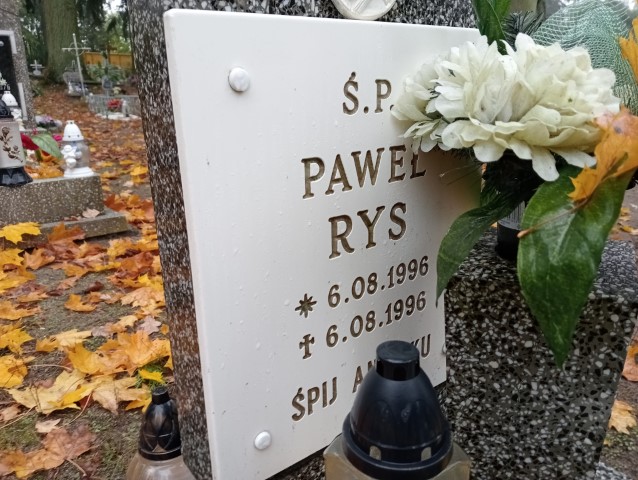 Ś.P.
PAWEŁ
RYS
* 6.08.1996
† 6.08.1996
ŚPIJ